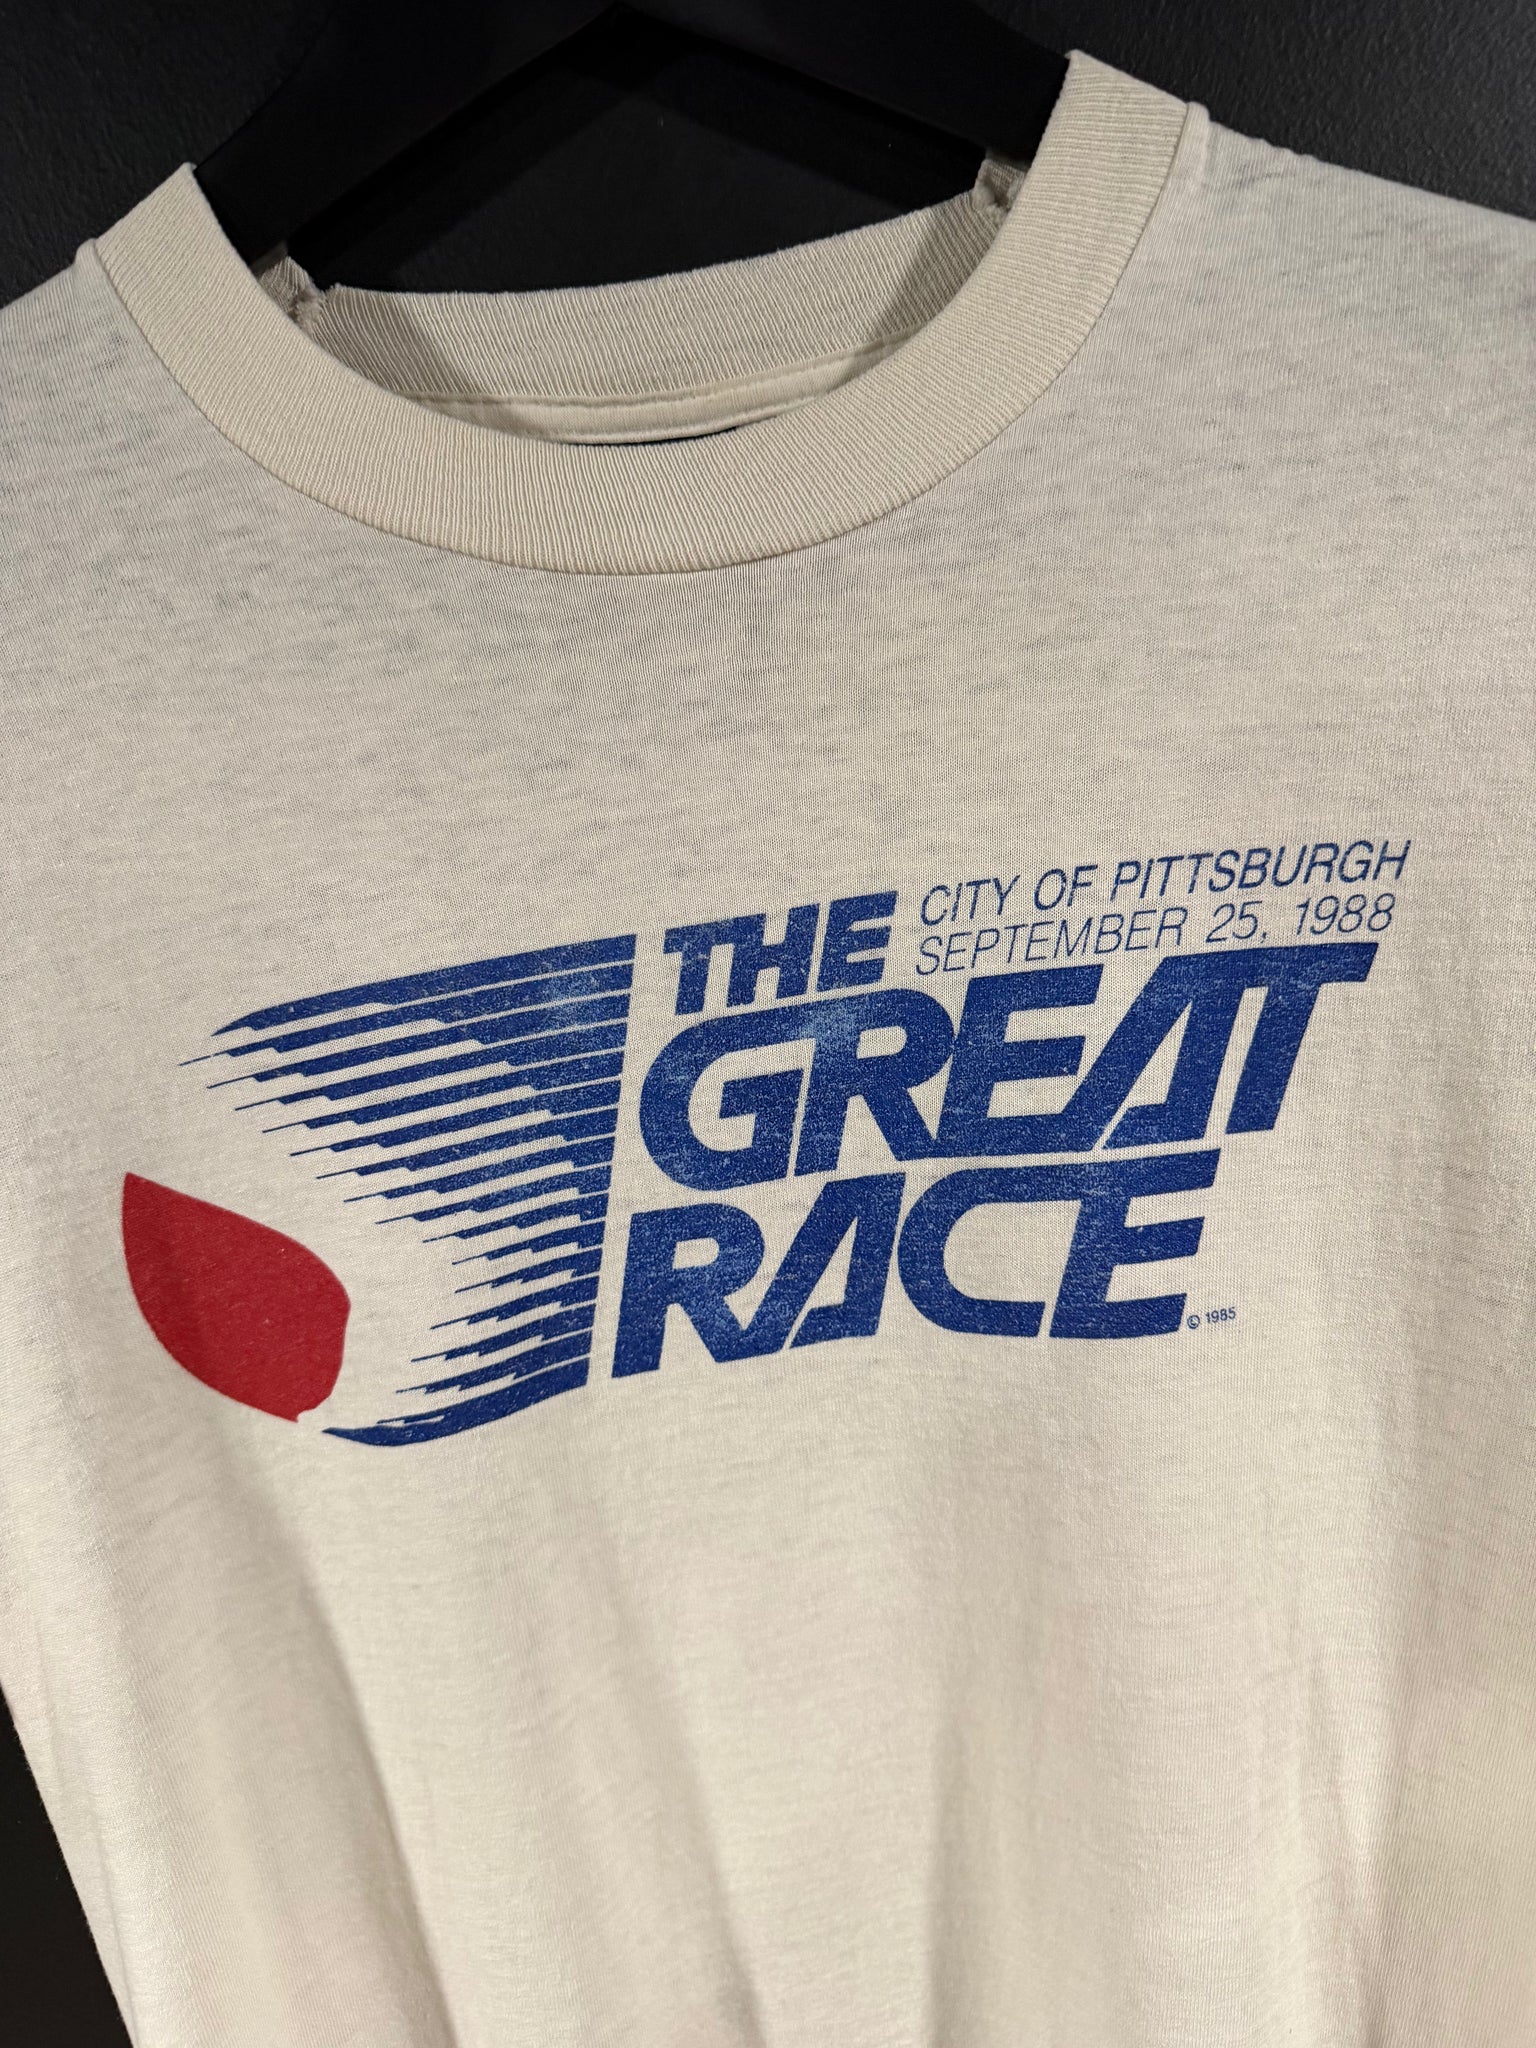 CITY OF PITTSBURGH
SEPTEMBER 25, 1988
THE
GREAT
RACE
© 1985